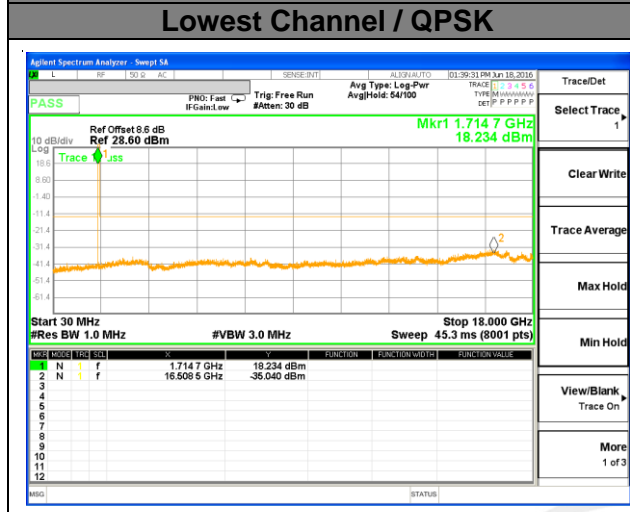 Lowest Channel / QPSK
Agilent Spectrum Analyzer - Swept SA
L RF 50 Ω AC SENSE:INT ALIGNAUTO 01:39:31 PM Jun 18, 2016
PASS
PNO: Fast
IFGain:Low
Trig: Free Run
#Atten: 30 dB
Avg Type: Log-Pwr
Avg|Hold: 54/100
TRACE 1 2 3 4 5 6
TYPE M WWWWW
DET P P P P P P
Ref Offset 8.6 dB
10 dB/div Ref 28.60 dBm
Mkr1 1.714 7 GHz
18.234 dBm
Log
Trace 1
18.6
8.60
-1.40
-11.4
-21.4
-31.4
-41.4
-51.4
-61.4
2
Start 30 MHz Stop 18.000 GHz
#Res BW 1.0 MHz #VBW 3.0 MHz Sweep 45.3 ms (8001 pts)
MKR MODE TRC SCL X Y FUNCTION FUNCTION WIDTH FUNCTION VALUE
1 N 1 f 1.714 7 GHz 18.234 dBm
2 N 1 f 16.508 5 GHz -35.040 dBm
3
4
5
6
7
8
9
10
11
12
MSG STATUS
Trace/Det
Select Trace
1
Clear Write
Trace Average
Max Hold
Min Hold
View/Blank
Trace On
More
1 of 3